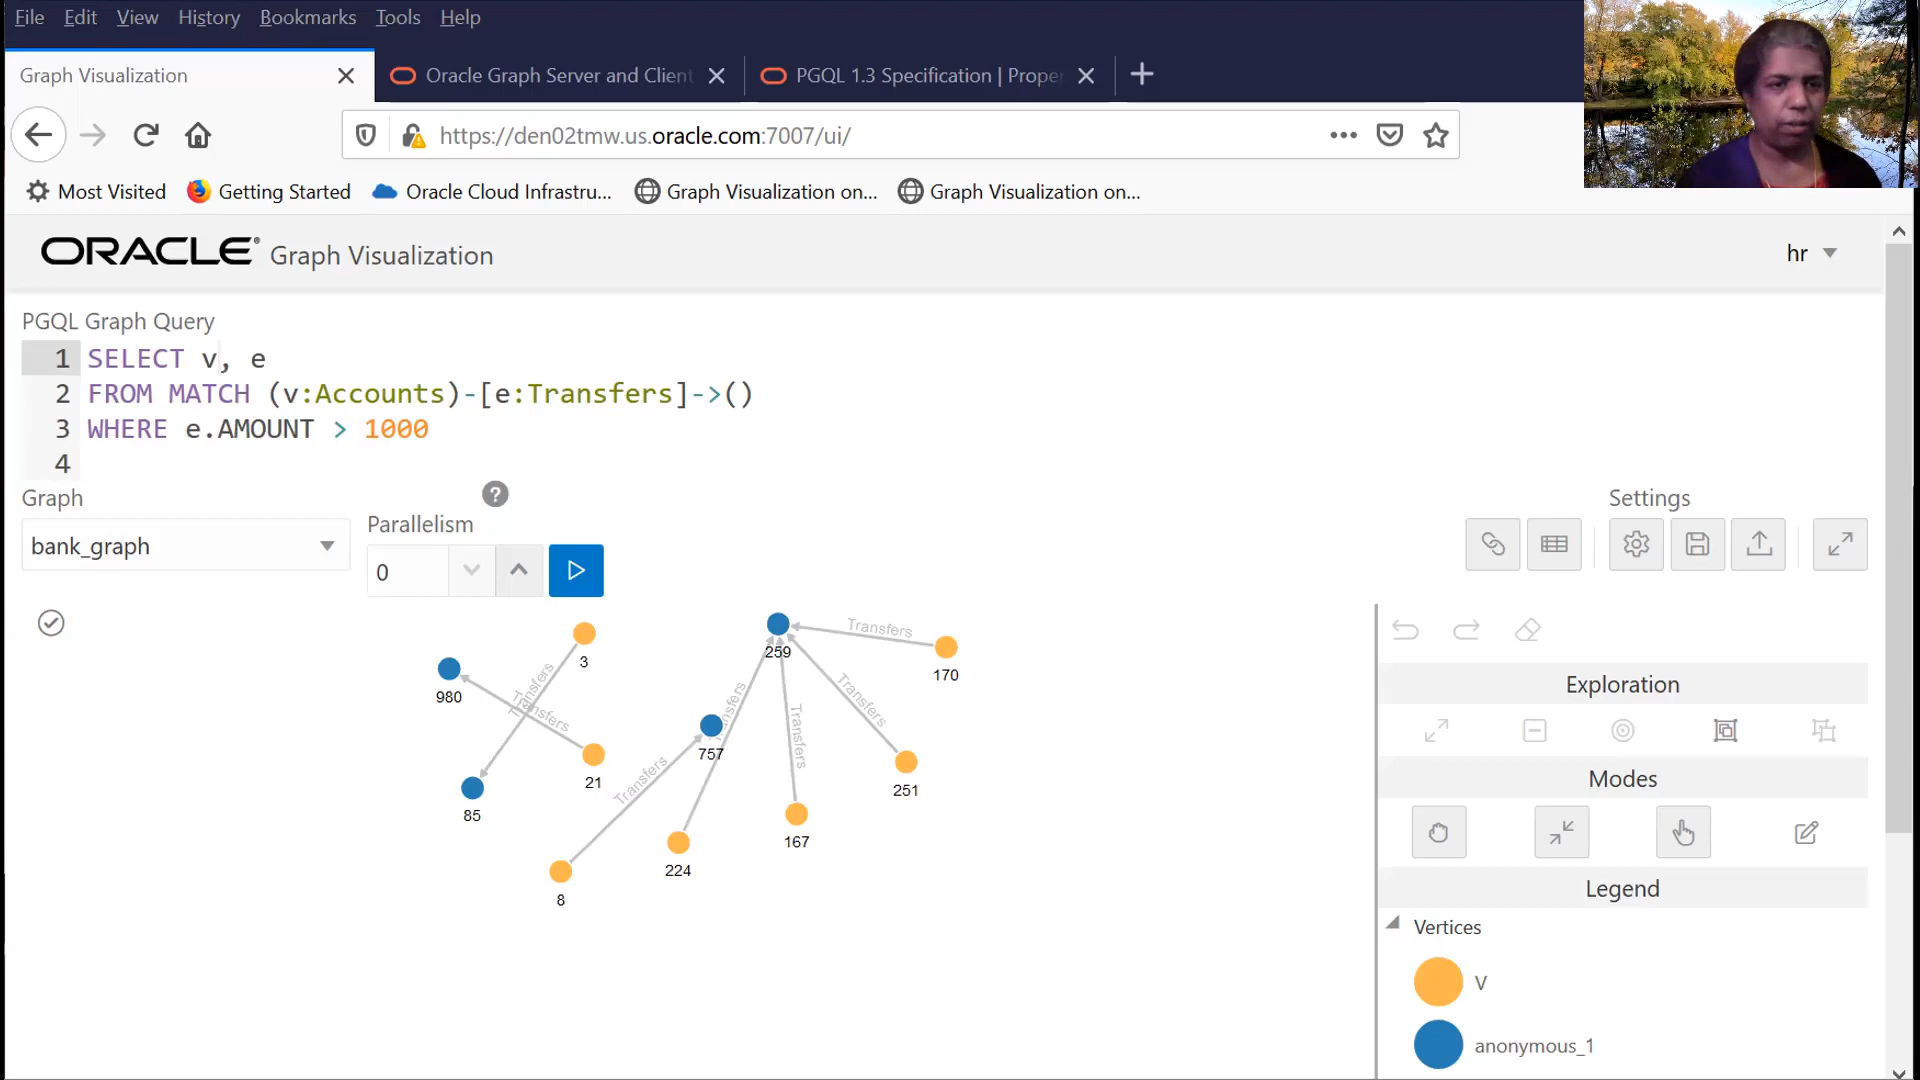 File Edit View History Bookmarks Tools Help
Graph Visualization
Oracle Graph Server and Client
PGQL 1.3 Specification | Proper
https://den02tmw.us.oracle.com:7007/ui/
Most Visited Getting Started Oracle Cloud Infrastru... Graph Visualization on... Graph Visualization on...
ORACLE® Graph Visualization
hr
PGQL Graph Query
1 SELECT v, e
2 FROM MATCH (v:Accounts)-[e:Transfers]->()
3 WHERE e.AMOUNT > 1000
4
Graph
?
Settings
Parallelism
bank_graph
0
Transfers
3
259
980
Transfers
Transfers
170
Transfers
Transfers
Transfers
757
21
Transfers
251
85
167
224
8
Exploration
Modes
Legend
Vertices
v
anonymous_1